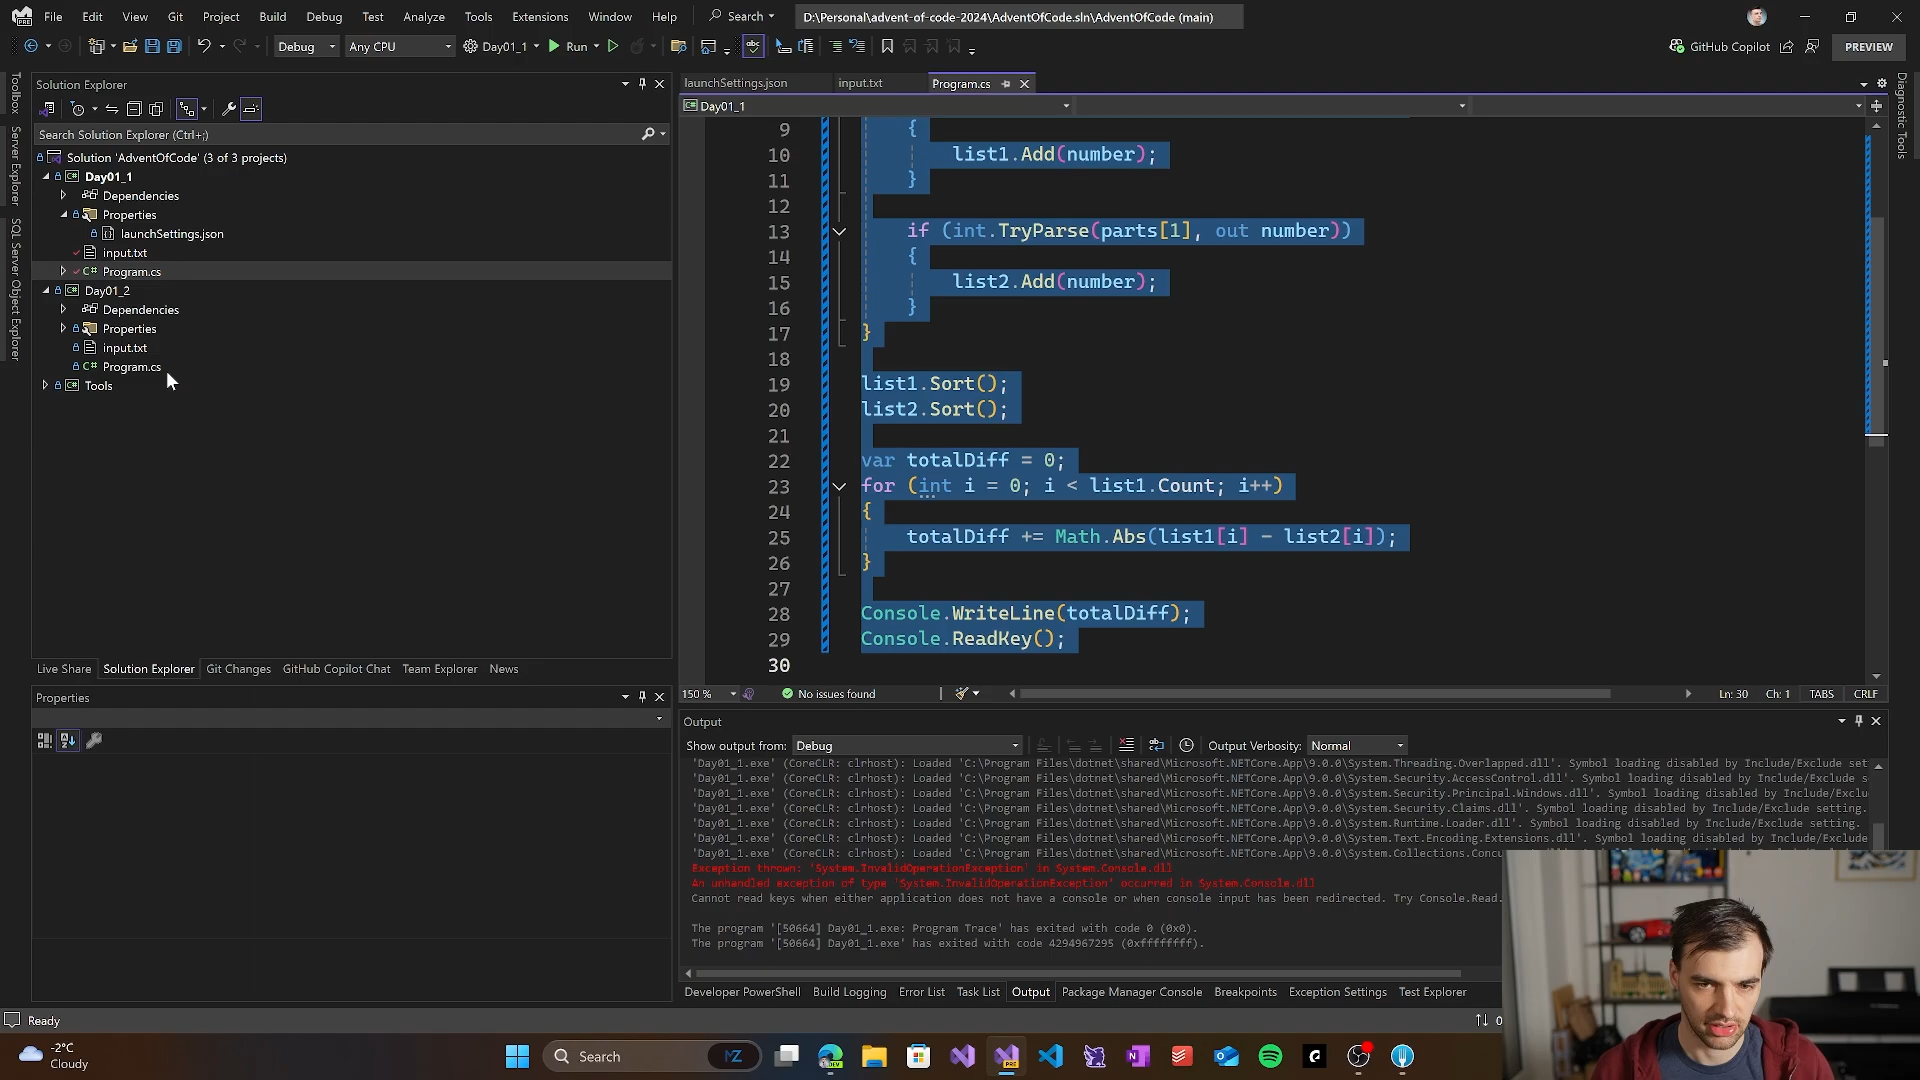 File Edit View Git Project Build Debug Test Analyze Tools Extensions Window Help Search D:\Personal\advent-of-code-2024\AdventOfCode.sln\AdventOfCode (main)
Debug Any CPU Day01_1 Run GitHub Copilot PREVIEW
Toolbox
Server Explorer
SQL Server Object Explorer
Solution Explorer
Search Solution Explorer (Ctrl+;)
Solution 'AdventOfCode' (3 of 3 projects)
Day01_1
Dependencies
Properties
launchSettings.json
input.txt
Program.cs
Day01_2
Dependencies
Properties
input.txt
Program.cs
Tools
Live Share Solution Explorer Git Changes GitHub Copilot Chat Team Explorer News
Properties
launchSettings.json input.txt Program.cs
Day01_1
Diagnostic Tools
9 {
10 list1.Add(number);
11 }
12
13 if (int.TryParse(parts[1], out number))
14 {
15 list2.Add(number);
16 }
17 }
18
19 list1.Sort();
20 list2.Sort();
21
22 var totalDiff = 0;
23 for (int i = 0; i < list1.Count; i++)
24 {
25 totalDiff += Math.Abs(list1[i] - list2[i]);
26 }
27
28 Console.WriteLine(totalDiff);
29 Console.ReadKey();
30
150 % No issues found Ln: 30 Ch: 1 TABS CRLF
Output
Show output from: Debug Output Verbosity: Normal
'Day01_1.exe' (CoreCLR: clrhost): Loaded 'C:\Program Files\dotnet\shared\Microsoft.NETCore.App\9.0.0\System.Threading.Overlapped.dll'. Symbol loading disabled by Include/Exclude set
'Day01_1.exe' (CoreCLR: clrhost): Loaded 'C:\Program Files\dotnet\shared\Microsoft.NETCore.App\9.0.0\System.Security.AccessControl.dll'. Symbol loading disabled by Include/Exclude s
'Day01_1.exe' (CoreCLR: clrhost): Loaded 'C:\Program Files\dotnet\shared\Microsoft.NETCore.App\9.0.0\System.Security.Principal.Windows.dll'. Symbol loading disabled by Include/Exclu
'Day01_1.exe' (CoreCLR: clrhost): Loaded 'C:\Program Files\dotnet\shared\Microsoft.NETCore.App\9.0.0\System.Security.Claims.dll'. Symbol loading disabled by Include/Exclude setting.
'Day01_1.exe' (CoreCLR: clrhost): Loaded 'C:\Program Files\dotnet\shared\Microsoft.NETCore.App\9.0.0\System.Runtime.Loader.dll'. Symbol loading disabled by Include/Exclude setting.
'Day01_1.exe' (CoreCLR: clrhost): Loaded 'C:\Program Files\dotnet\shared\Microsoft.NETCore.App\9.0.0\System.Text.Encoding.Extensions.dll'. Symbol loading disabled by Include/Exclude
'Day01_1.exe' (CoreCLR: clrhost): Loaded 'C:\Program Files\dotnet\shared\Microsoft.NETCore.App\9.0.0\System.Collections.Concu
Exception thrown: 'System.InvalidOperationException' in System.Console.dll
An unhandled exception of type 'System.InvalidOperationException' occurred in System.Console.dll
Cannot read keys when either application does not have a console or when console input has been redirected. Try Console.Read.
The program '[50664] Day01_1.exe: Program Trace' has exited with code 0 (0x0).
The program '[50664] Day01_1.exe' has exited with code 4294967295 (0xffffffff).
Developer PowerShell Build Logging Error List Task List Output Package Manager Console Breakpoints Exception Settings Test Explorer
Ready 0
-2°C
Cloudy
Search